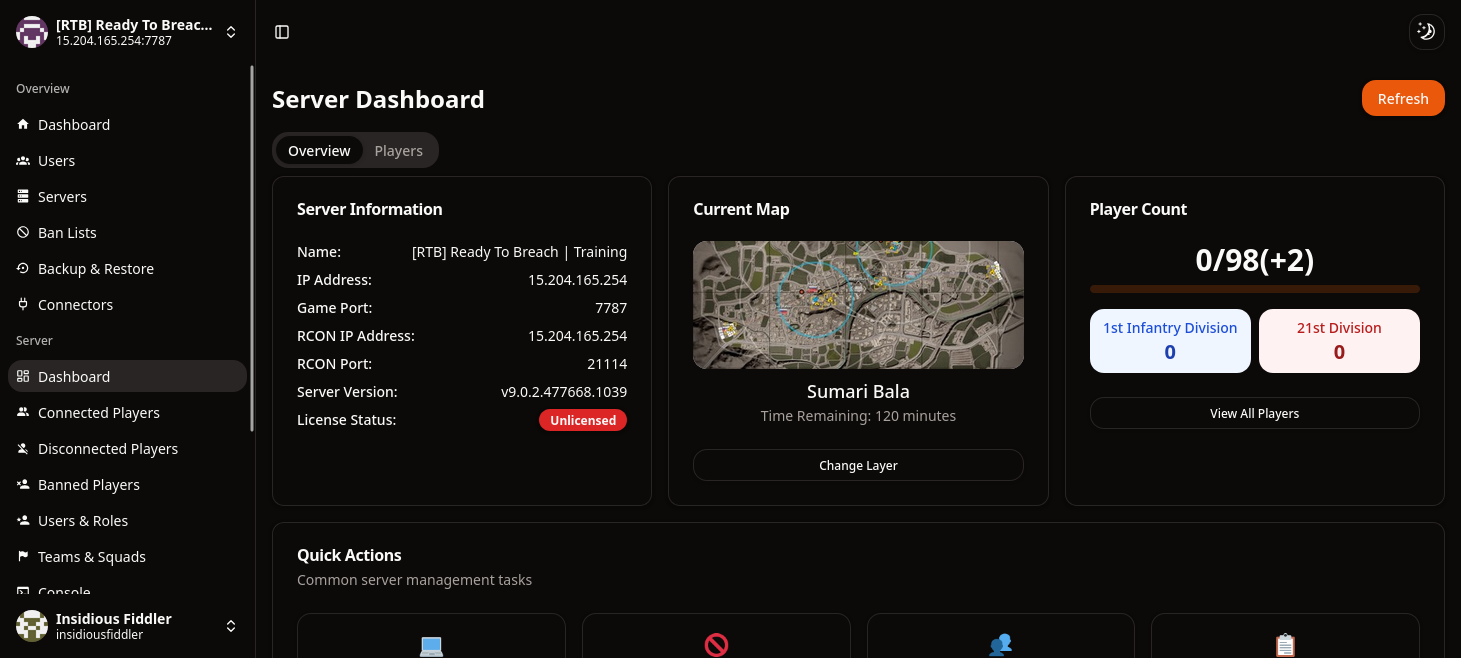 [RTB] Ready To Breac...
15.204.165.254:7787
Overview
Dashboard
Users
Servers
Ban Lists
Backup & Restore
Connectors
Server
Dashboard
Connected Players
Disconnected Players
Banned Players
Users & Roles
Teams & Squads
Console
Insidious Fiddler
insidiousfiddler
Server Dashboard
Refresh
Overview
Players
Server Information
Name: [RTB] Ready To Breach | Training
IP Address: 15.204.165.254
Game Port: 7787
RCON IP Address: 15.204.165.254
RCON Port: 21114
Server Version: v9.0.2.477668.1039
License Status: Unlicensed
Current Map
Sumari Bala
Time Remaining: 120 minutes
Change Layer
Player Count
0/98(+2)
1st Infantry Division
0
21st Division
0
View All Players
Quick Actions
Common server management tasks